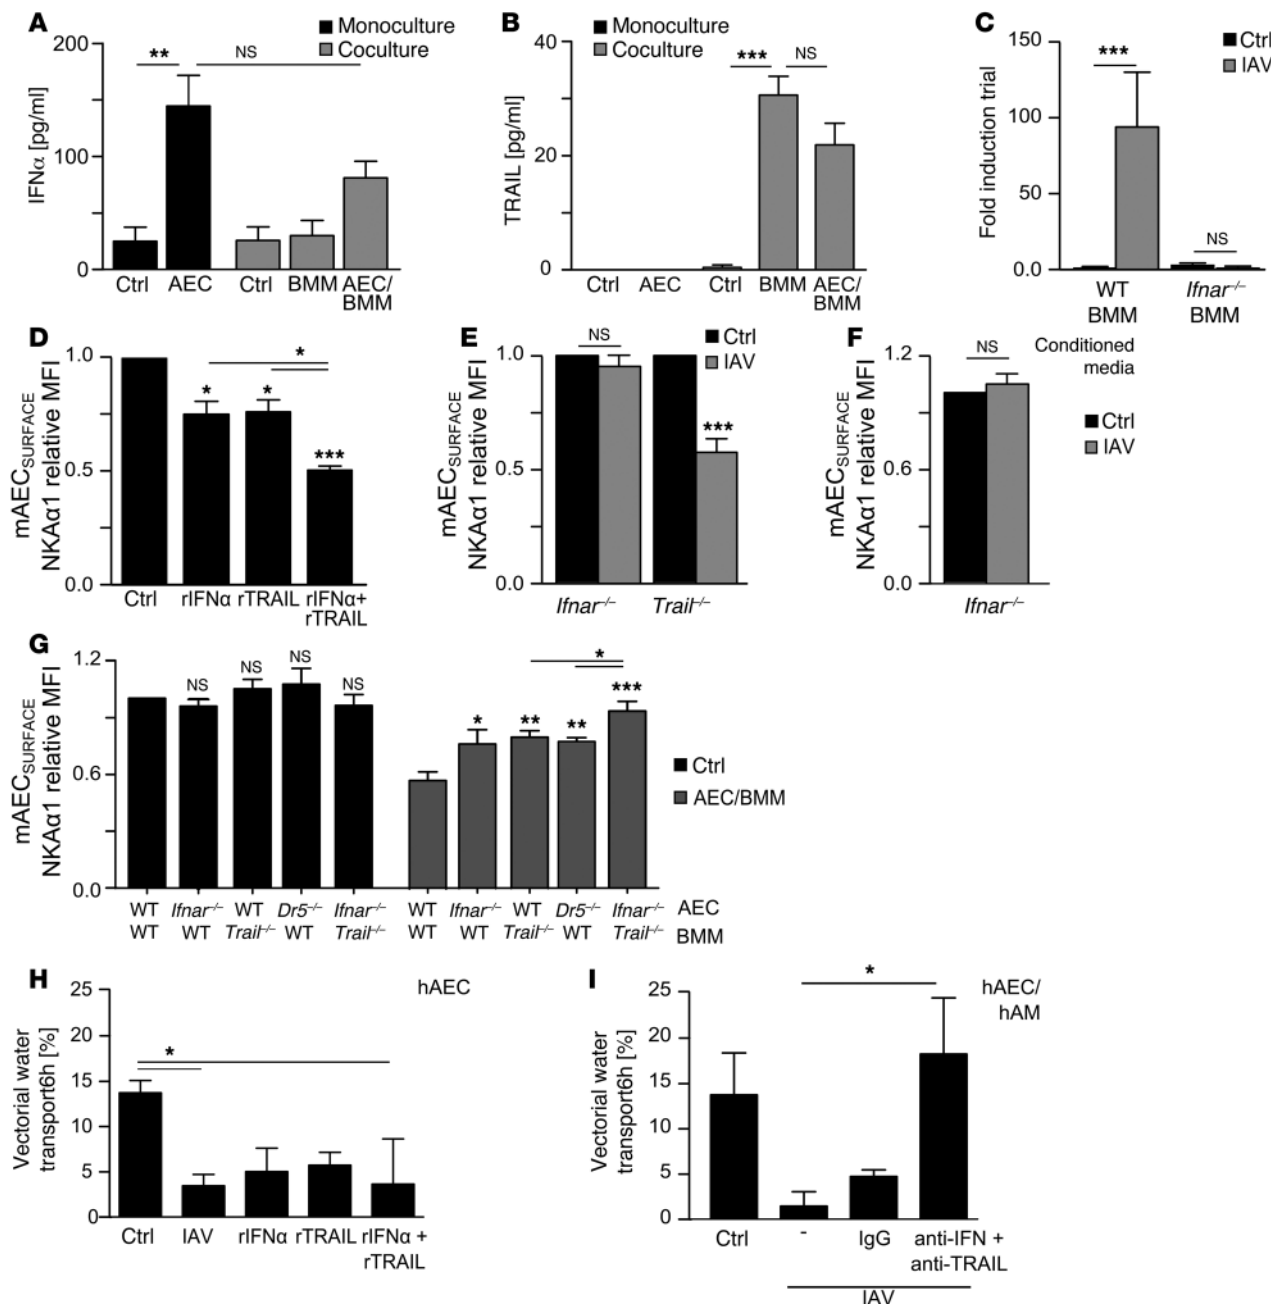 A
Monoculture
Coculture
IFNα [pg/ml]
200
100
0
**
NS
Ctrl AEC Ctrl BMM AEC/
BMM
B
Monoculture
Coculture
TRAIL [pg/ml]
40
20
0
***
NS
Ctrl AEC Ctrl BMM AEC/
BMM
C
Ctrl
IAV
Fold induction trial
150
100
50
0.0
***
NS
WT Ifnar–/–
BMM BMM
D
mAECSURFACE
NKAα1 relative MFI
1.0
0.5
0.0
*
*
*
***
Ctrl rIFNα rTRAIL rIFNα+
rTRAIL
E
Ctrl
IAV
mAECSURFACE
NKAα1 relative MFI
1.0
0.5
0.0
NS
***
Ifnar–/– Trail–/–
F
Conditioned
media
Ctrl
IAV
mAECSURFACE
NKAα1 relative MFI
1.2
0.6
0.0
NS
Ifnar–/–
G
mAECSURFACE
NKAα1 relative MFI
1.2
0.6
0.0
NS NS NS NS
* ** ** ***
*
Ctrl
AEC/BMM
WT Ifnar–/– WT Dr5–/– Ifnar–/– WT Ifnar–/– WT Dr5–/– Ifnar–/– AEC
WT WT Trail–/– WT Trail–/– WT WT Trail–/– WT Trail–/– BMM
H
hAEC
Vectorial water
transport6h [%]
25
20
15
10
5
0
*
Ctrl IAV rIFNα rTRAIL rIFNα +
rTRAIL
I
hAEC/
hAM
Vectorial water
transport6h [%]
25
20
15
10
5
0
*
Ctrl - IgG anti-IFN +
anti-TRAIL
IAV